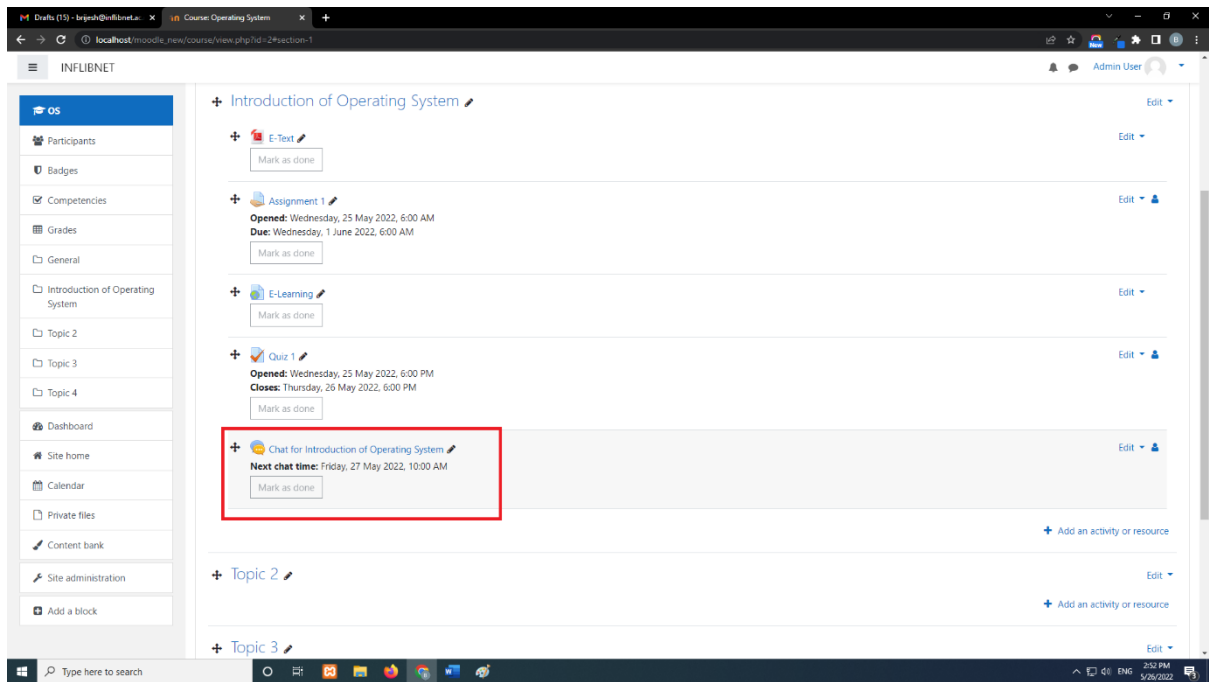 Drafts (15) - brijesh@inflibnet.ac
Course: Operating System
localhost/moodle_new/course/view.php?id=2#section-1
New
B
INFLIBNET
Admin User
OS
Participants
Badges
Competencies
Grades
General
Introduction of Operating
System
Topic 2
Topic 3
Topic 4
Dashboard
Site home
Calendar
Private files
Content bank
Site administration
Add a block
Introduction of Operating System
Edit
E-Text
Edit
Mark as done
Assignment 1
Edit
Opened: Wednesday, 25 May 2022, 6:00 AM
Due: Wednesday, 1 June 2022, 6:00 AM
Mark as done
E-Learning
Edit
Mark as done
Quiz 1
Edit
Opened: Wednesday, 25 May 2022, 6:00 PM
Closes: Thursday, 26 May 2022, 6:00 PM
Mark as done
Chat for Introduction of Operating System
Edit
Next chat time: Friday, 27 May 2022, 10:00 AM
Mark as done
Add an activity or resource
Topic 2
Edit
Add an activity or resource
Topic 3
Edit
Type here to search
ENG
2:52 PM
5/26/2022